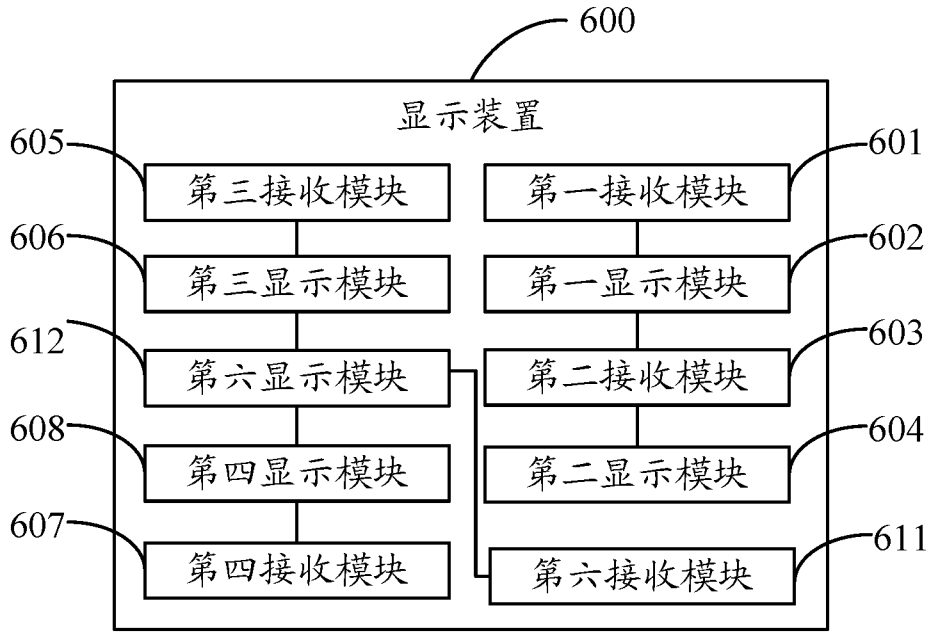 600
显示装置
605 第三接收模块 第一接收模块 601
606 第三显示模块 第一显示模块 602
612 第六显示模块 第二接收模块 603
608 第四显示模块 第二显示模块 604
607 第四接收模块 第六接收模块 611